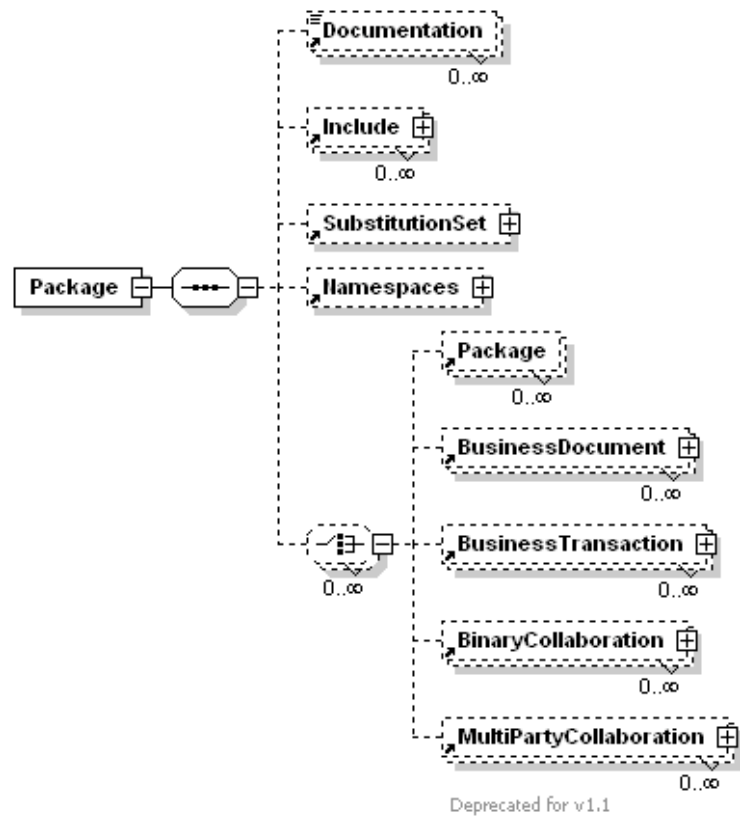 Documentation
0..∞
Include
0..∞
SubstitutionSet
Package
Namespaces
Package
0..∞
BusinessDocument
0..∞
BusinessTransaction
0..∞
0..∞
BinaryCollaboration
0..∞
MultiPartyCollaboration
0..∞
Deprecated for v1.1